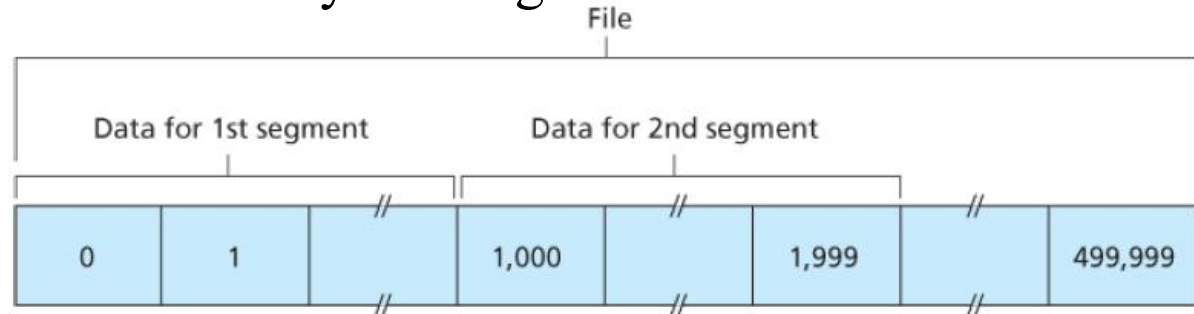 File
Data for 1st segment
Data for 2nd segment
0
1
1,000
1,999
499,999